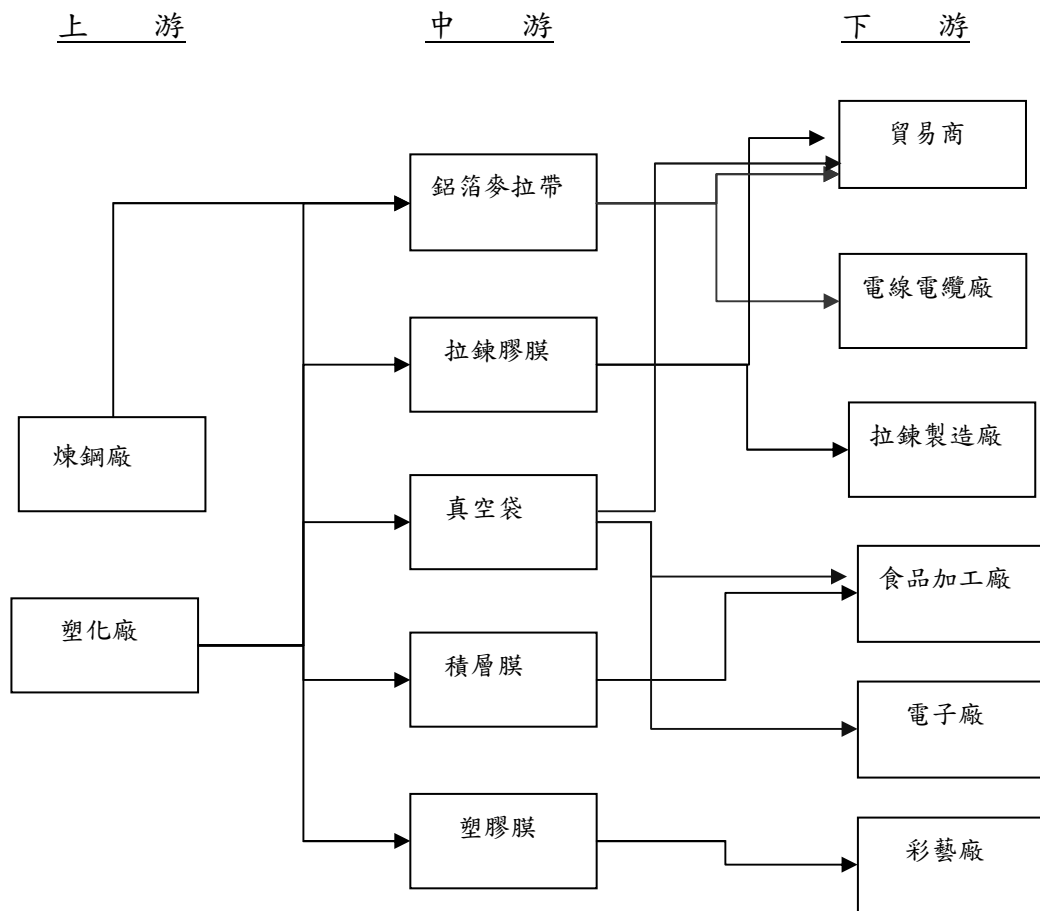 上 游 中 游 下 游
貿易商
鋁箔麥拉帶
電線電纜廠
拉鍊膠膜
拉鍊製造廠
煉鋼廠
真空袋
食品加工廠
塑化廠
積層膜
電子廠
塑膠膜
彩藝廠